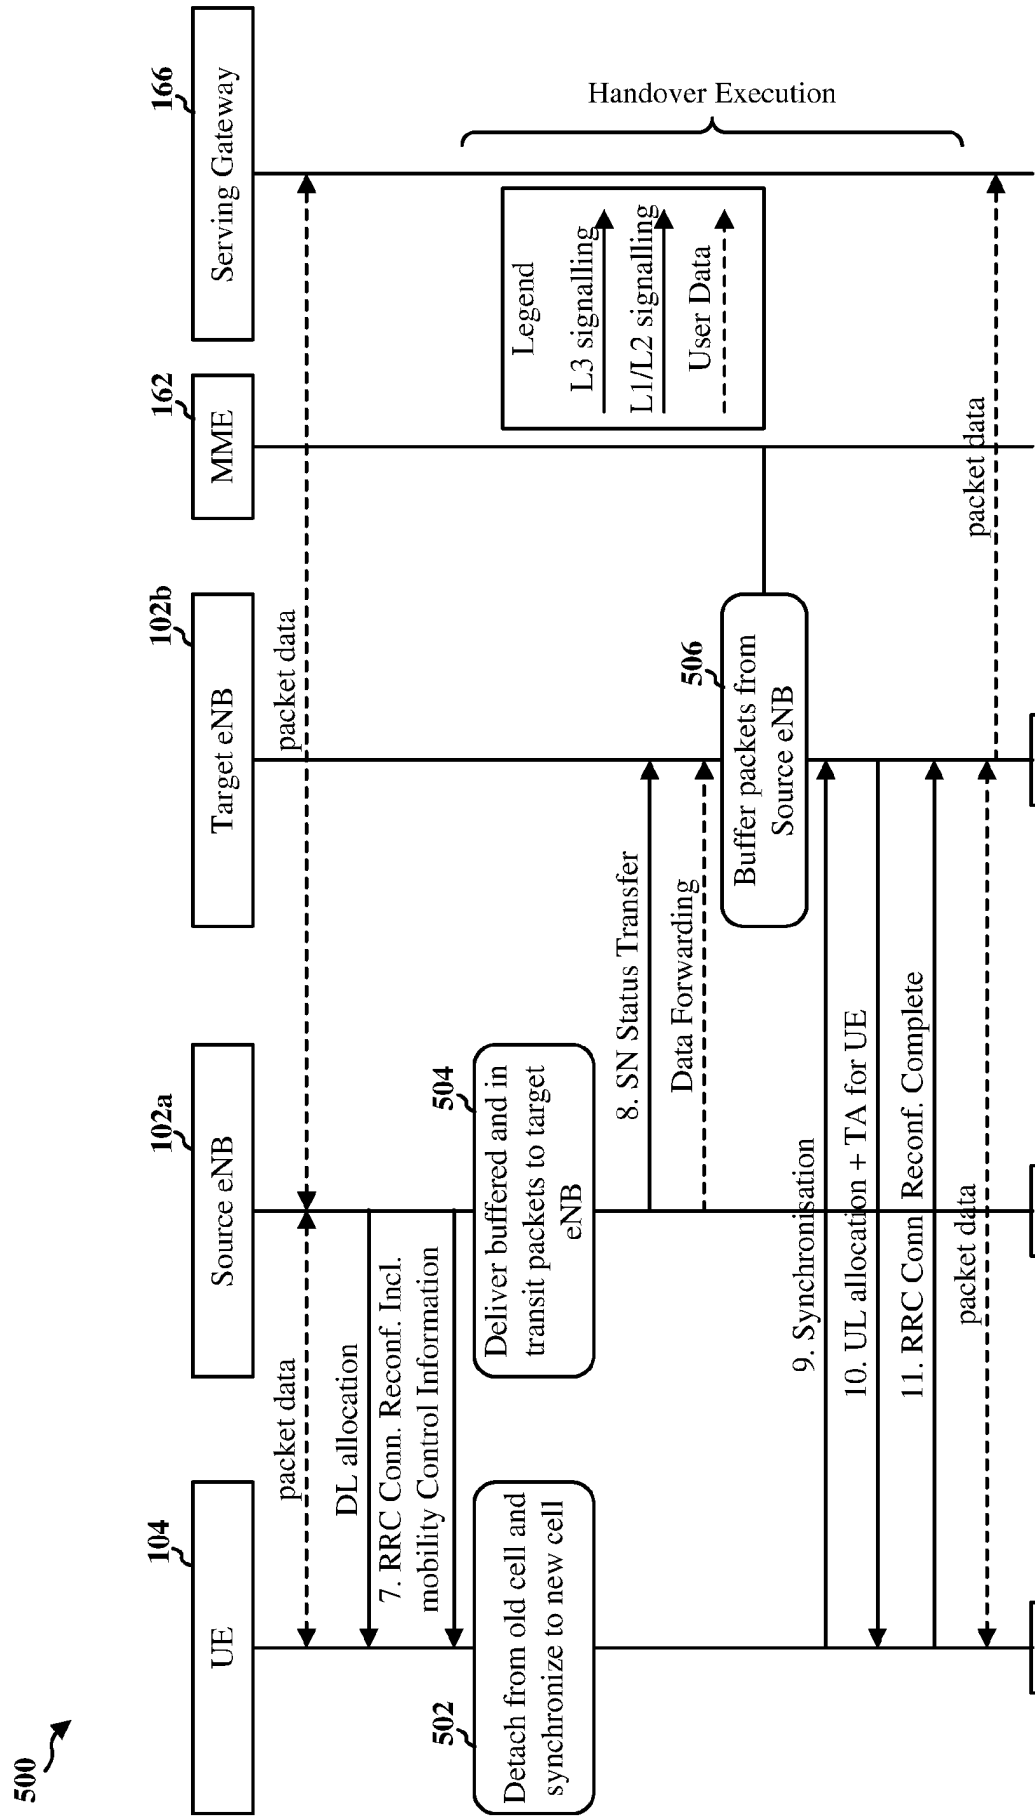 500
104
102a
102b
162
166
UE
Source eNB
Target eNB
MME
Serving Gateway
packet data
packet data
DL allocation
7. RRC Conn. Reconf. Incl.
mobility Control Information
502
Detach from old cell and
synchronize to new cell
504
Deliver buffered and in
transit packets to target
eNB
Legend
L3 signalling
L1/L2 signalling
User Data
Handover Execution
8. SN Status Transfer
Data Forwarding
506
Buffer packets from
Source eNB
9. Synchronisation
10. UL allocation + TA for UE
11. RRC Conn Reconf. Complete
packet data
packet data